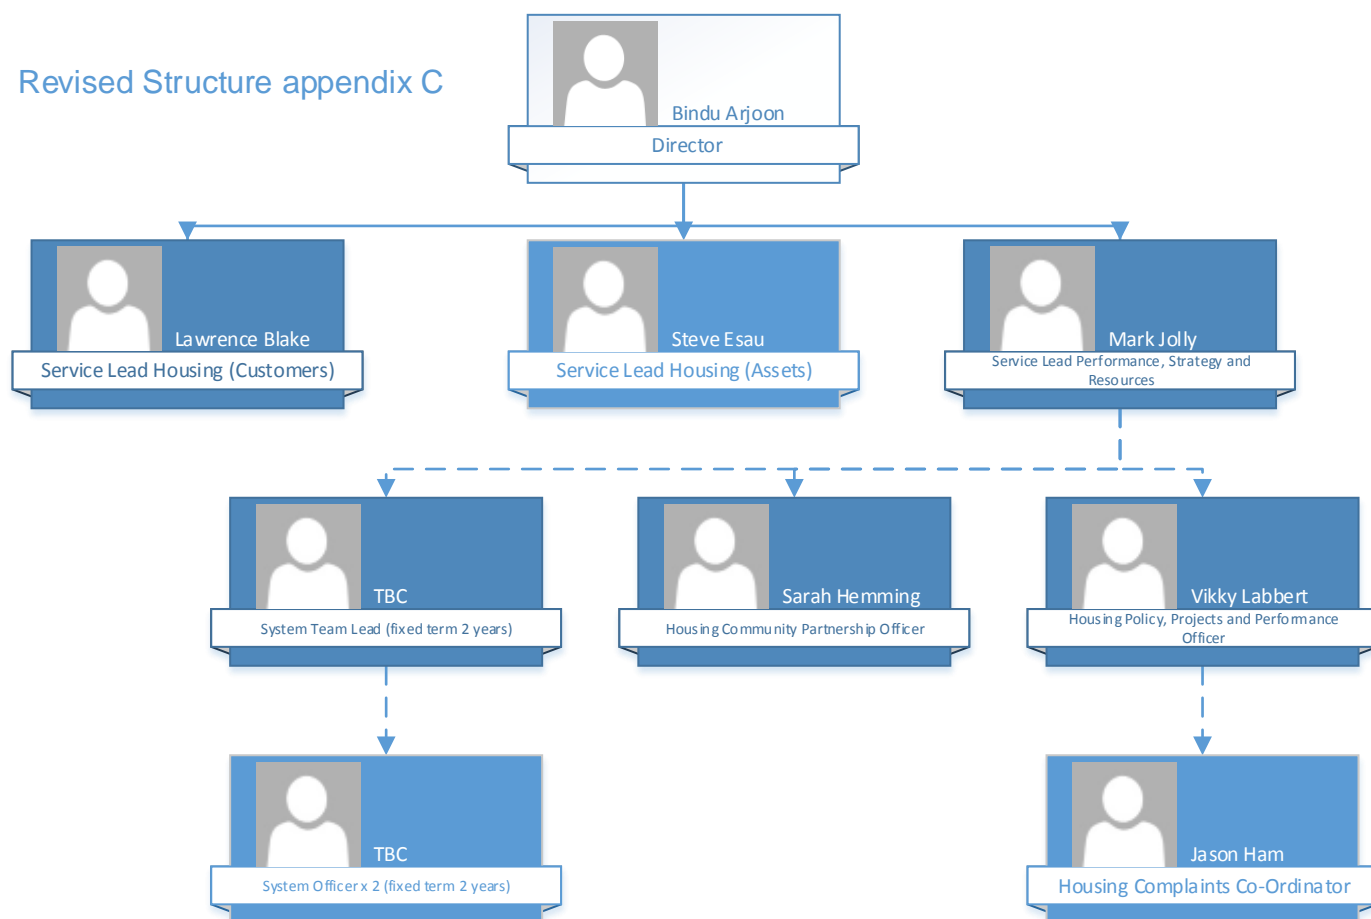 Revised Structure appendix C
Bindu Arjoon
Director
Lawrence Blake
Service Lead Housing (Customers)
Steve Esau
Service Lead Housing (Assets)
Mark Jolly
Service Lead Performance, Strategy and
Resources
TBC
System Team Lead (fixed term 2 years)
Sarah Hemming
Housing Community Partnership Officer
Vikky Labbert
Housing Policy, Projects and Performance
Officer
TBC
System Officer x 2 (fixed term 2 years)
Jason Ham
Housing Complaints Co-Ordinator